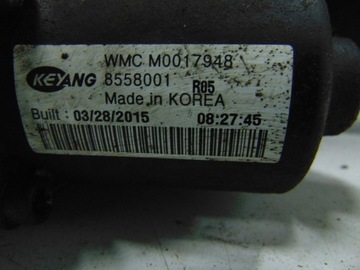 WMC M0017948
KEYANG 8558001 R05
Made in KOREA
Built : 03/28/2015 08:27:45